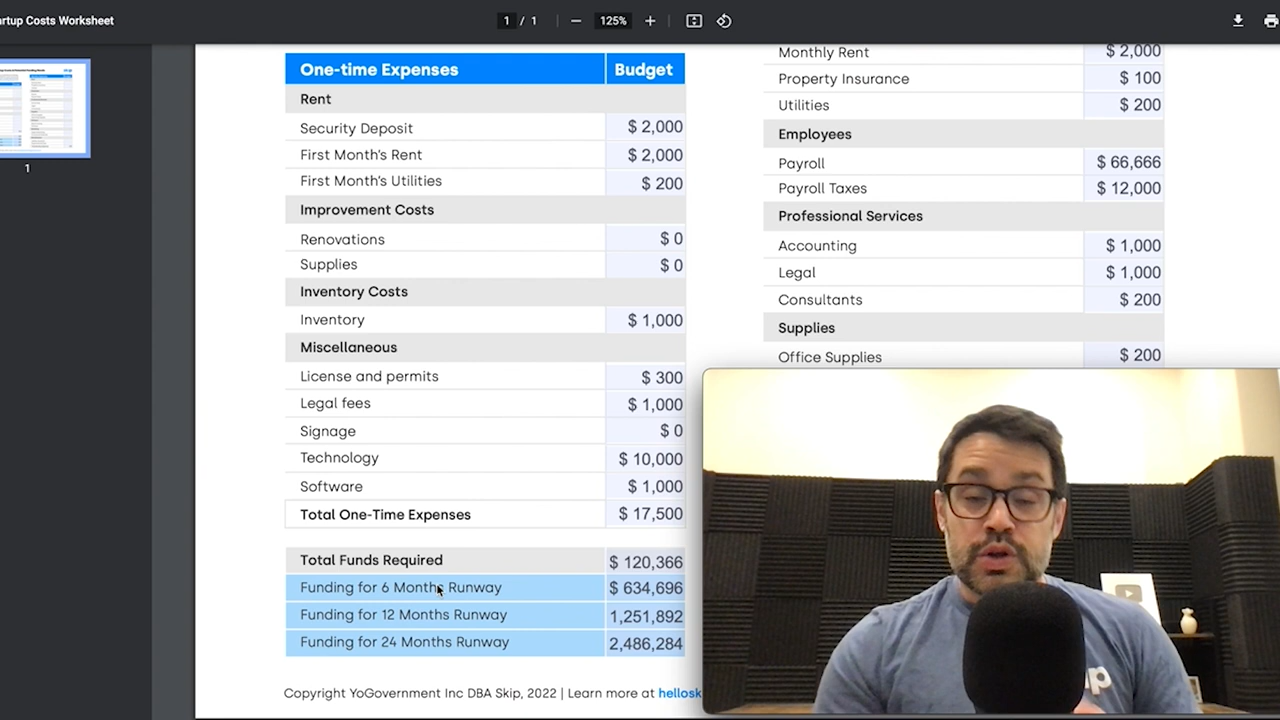 rtup Costs Worksheet
1 / 1
125%
1
One-time Expense
Budget
Rent
Security Deposit
$ 2,000
First Month's Rent
$ 2,000
First Month's Utilities
$ 200
Improvement Costs
Renovations
$ 0
Supplies
$ 0
Inventory Costs
Inventory
$ 1,000
Miscellaneous
License and permits
$ 300
Legal fees
$ 1,000
Signage
$ 0
Technology
$ 10,000
Software
$ 1,000
Total One-Time Expenses
$ 17,500
Total Funds Required
$ 120,366
Funding for 6 Months Runway
$ 634,696
Funding for 12 Months Runway
1,251,892
Funding for 24 Months Runway
2,486,284
Copyright YoGovernment Inc DBA Skip, 2022 | Learn more at hellosk
Monthly Rent
$ 2,000
Property Insurance
$ 100
Utilities
$ 200
Employees
Payroll
$ 66,666
Payroll Taxes
$ 12,000
Professional Services
Accounting
$ 1,000
Legal
$ 1,000
Consultants
$ 200
Supplies
Office Supplies
$ 200